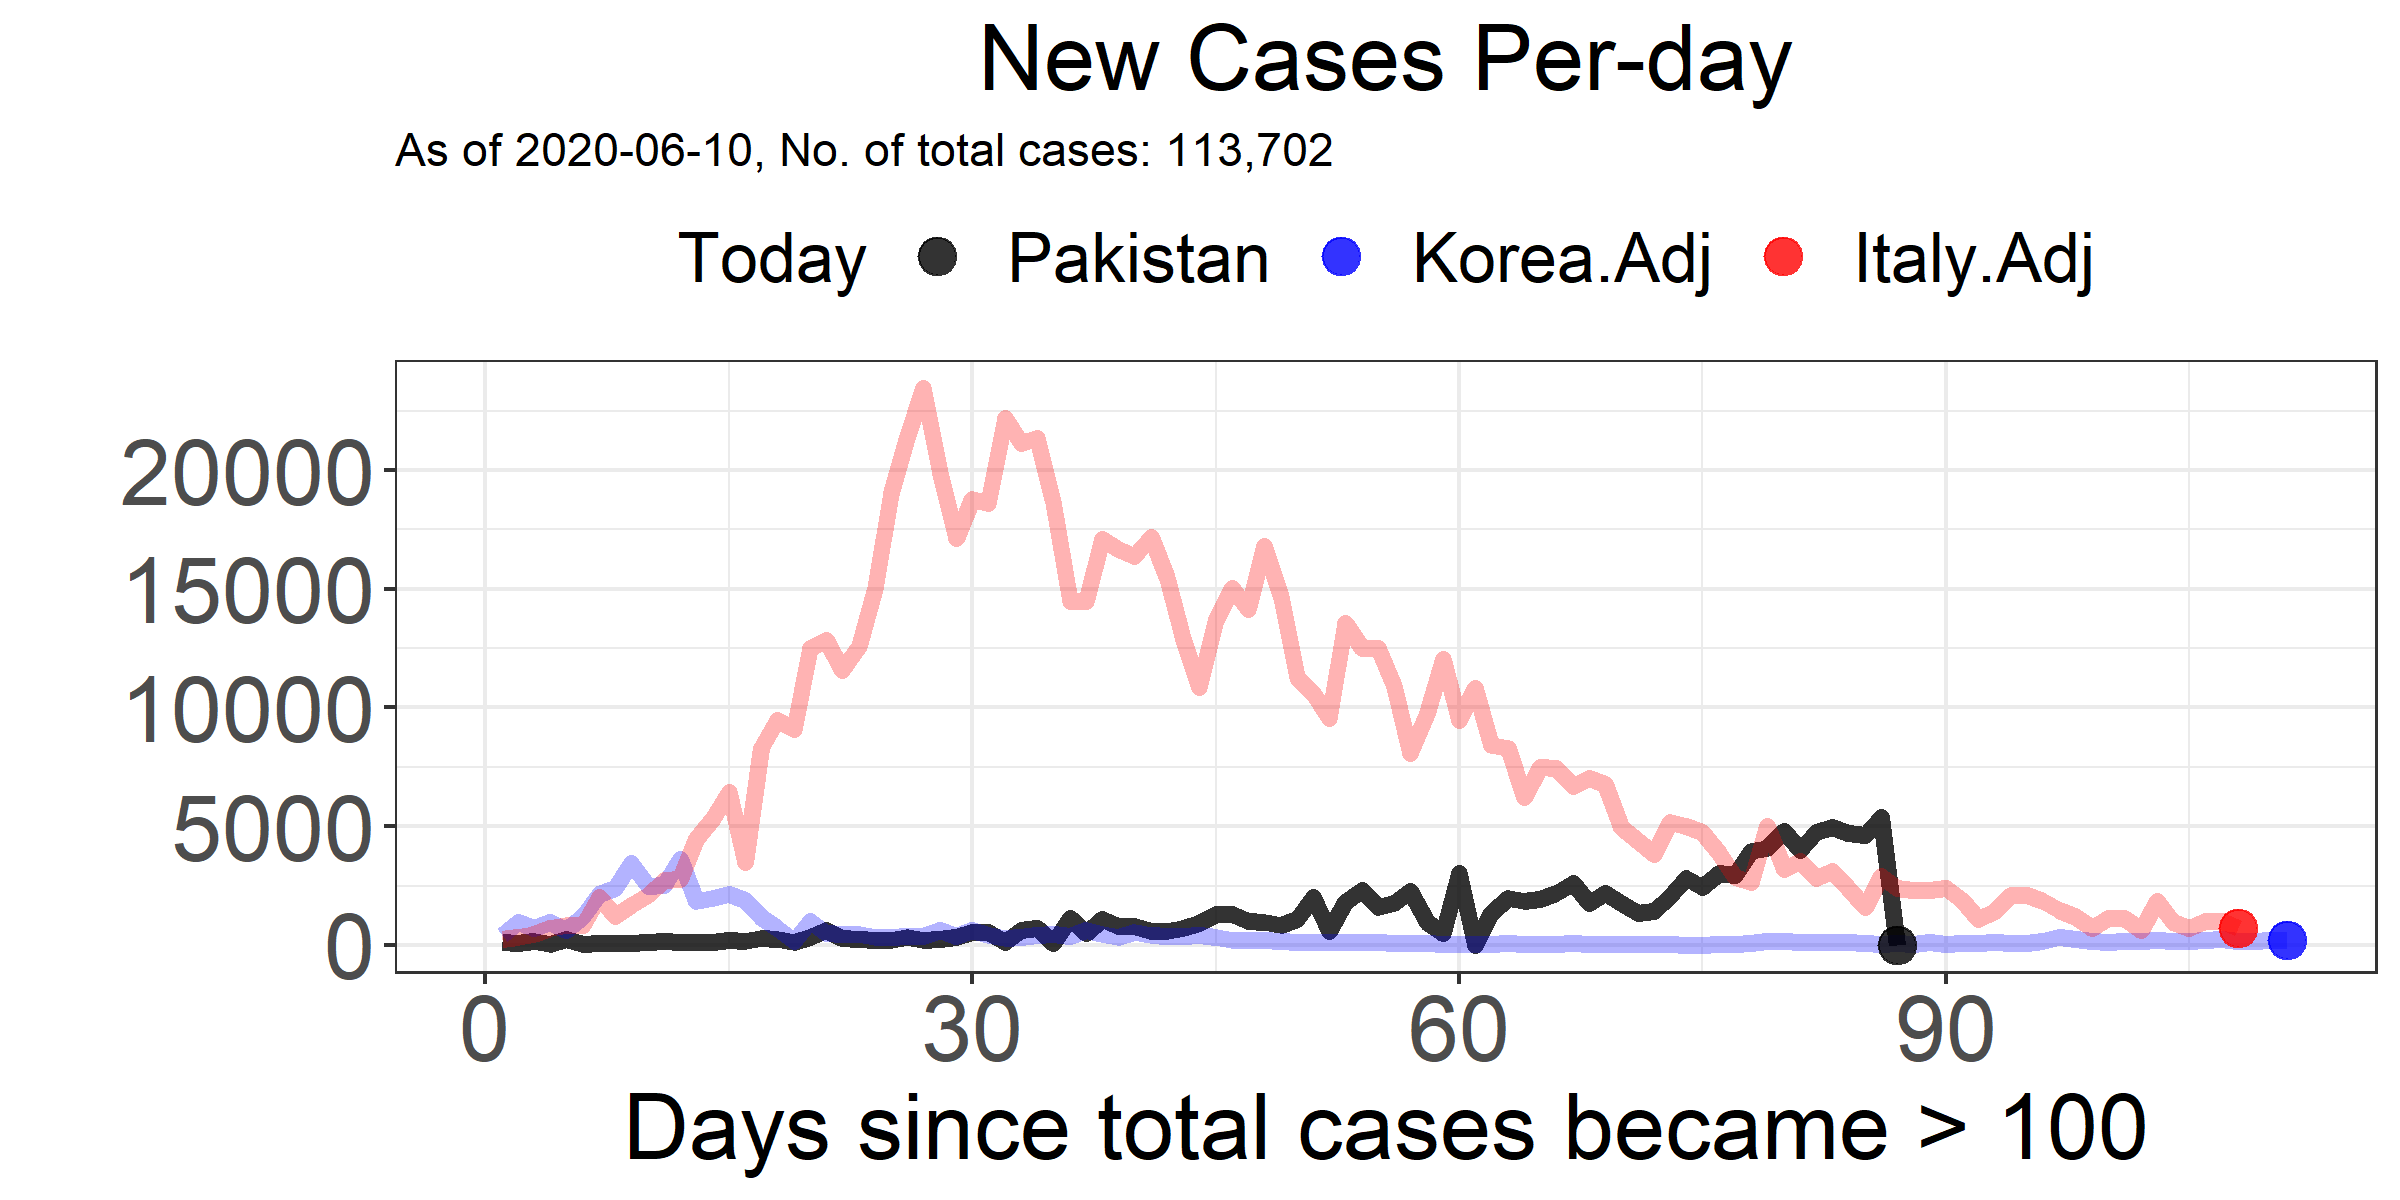 New Cases Per-day
As of 2020-06-10, No. of total cases: 113,702
Today Pakistan Korea.Adj Italy.Adj
20000
15000
10000
5000
0
0 30 60 90
Days since total cases became > 100